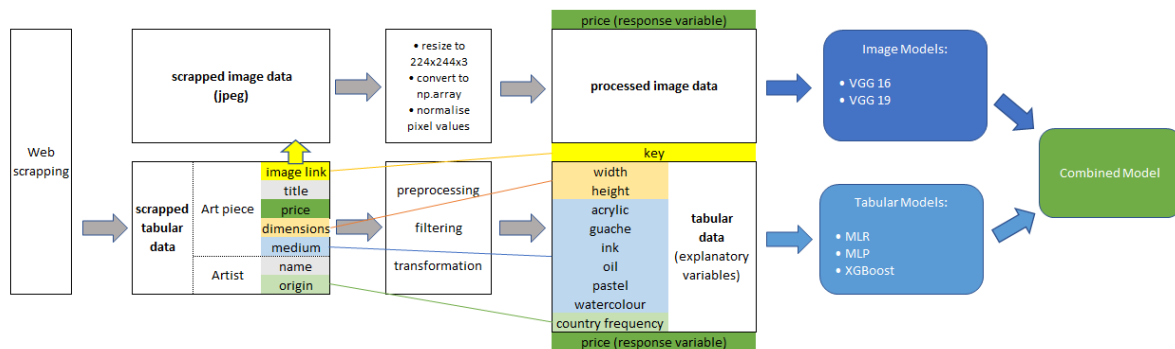 price (response variable)
Web
scrapping
scrapped image data
(jpeg)
• resize to
224x244x3
• convert to
np.array
• normalise
pixel values
processed image data
Image Models:
• VGG 16
• VGG 19
Combined Model
scrapped
tabular
data
Art piece
Artist
image link
title
price
dimensions
medium
name
origin
preprocessing
filtering
transformation
key
width
height
acrylic
guache
ink
oil
pastel
watercolour
country frequency
tabular
data
(explanatory
variables)
price (response variable)
Tabular Models:
• MLR
• MLP
• XGBoost